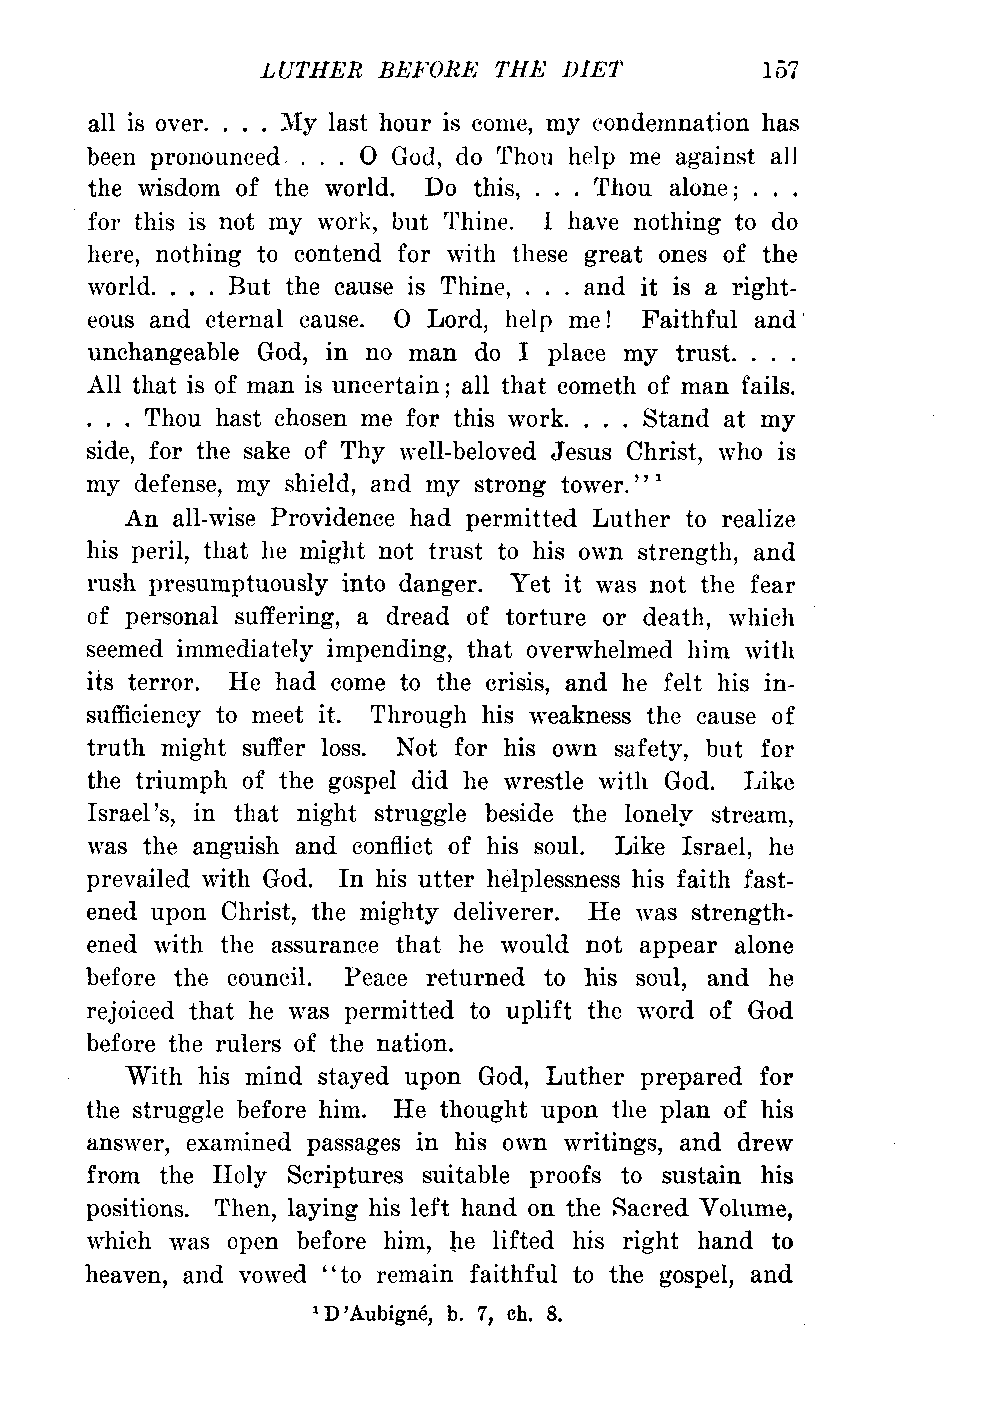 LUTHER BEFORE THE DIET 157
all is over. . . . My last hour is come, my condemnation has
been pronounced. . . . O God, do Thou help me against all
the wisdom of the world. Do this, . . . Thou alone; . . .
for this is not my work, but Thine. I have nothing to do
here, nothing to contend for with these great ones of the
world. . . . But the cause is Thine, . . . and it is a right-
eous and eternal cause. O Lord, help me! Faithful and
unchangeable God, in no man do I place my trust. . . .
All that is of man is uncertain; all that cometh of man fails.
. . . Thou hast chosen me for this work. . . . Stand at my
side, for the sake of Thy well-beloved Jesus Christ, who is
my defense, my shield, and my strong tower.''¹
An all-wise Providence had permitted Luther to realize
his peril, that he might not trust to his own strength, and
rush presumptuously into danger. Yet it was not the fear
of personal suffering, a dread of torture or death, which
seemed immediately impending, that overwhelmed him with
its terror. He had come to the crisis, and he felt his in-
sufficiency to meet it. Through his weakness the cause of
truth might suffer loss. Not for his own safety, but for
the triumph of the gospel did he wrestle with God. Like
Israel's, in that night struggle beside the lonely stream,
was the anguish and conflict of his soul. Like Israel, he
prevailed with God. In his utter helplessness his faith fast-
ened upon Christ, the mighty deliverer. He was strength-
ened with the assurance that he would not appear alone
before the council. Peace returned to his soul, and he
rejoiced that he was permitted to uplift the word of God
before the rulers of the nation.
With his mind stayed upon God, Luther prepared for
the struggle before him. He thought upon the plan of his
answer, examined passages in his own writings, and drew
from the Holy Scriptures suitable proofs to sustain his
positions. Then, laying his left hand on the Sacred Volume,
which was open before him, he lifted his right hand to
heaven, and vowed ''to remain faithful to the gospel, and
¹ D'Aubigné, b. 7, ch. 8.